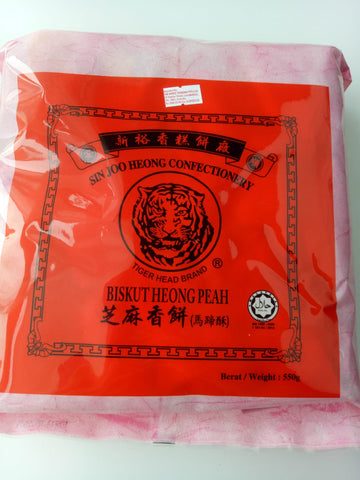 新裕香糕餅廠
SIN JOO HEONG CONFECTIONERY
TIGER HEAD BRAND ®
BISKUT HEONG PEAH
芝麻香餅(馬蹄酥)
حلال
Berat / Weight : 550g